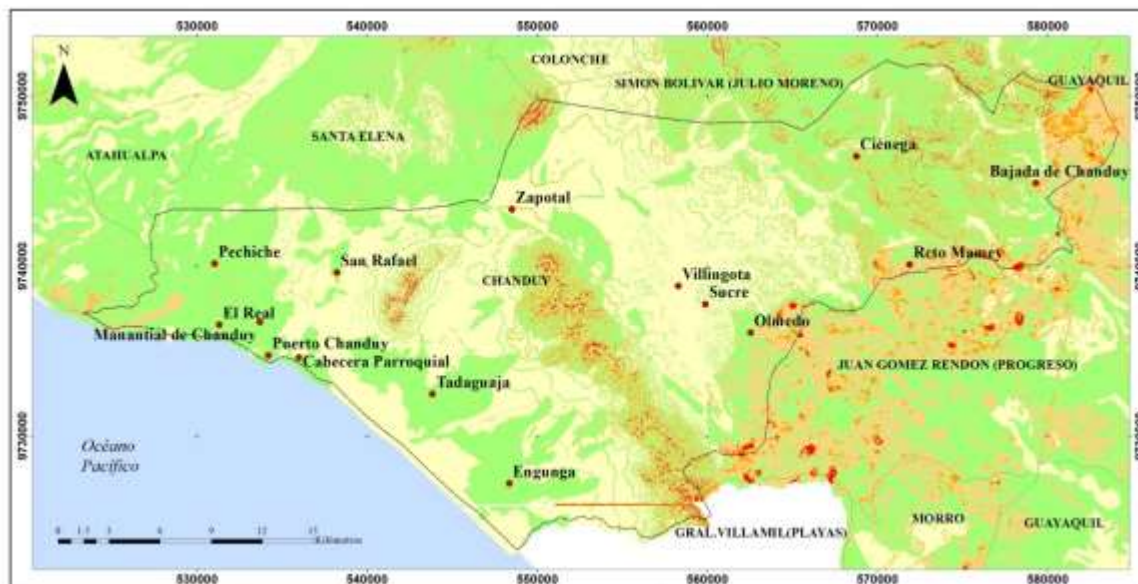 530000 540000 550000 560000 570000 580000
N
COLONCHE
SIMON BOLIVAR (JULIO MORENO)
GUAYAQUIL
9750000
SANTA ELENA
ATAHUALPA
Ciénega
Bajada de Chanduy
Zapotal
9740000
Pechiche
San Rafael
CHANDUY
Villingota
Rcto Mamey
Sucre
El Real
Manantial de Chanduy
Olmedo
Puerto Chanduy
Cabecera Parroquial
JUAN GOMEZ RENDON (PROGRESO)
Tadaguaja
9730000
Océano
Pacífico
Engunga
MORRO
GUAYAQUIL
GRAL.VILLAMIL(PLAYAS)
Kilometros
530000 540000 550000 560000 570000 580000